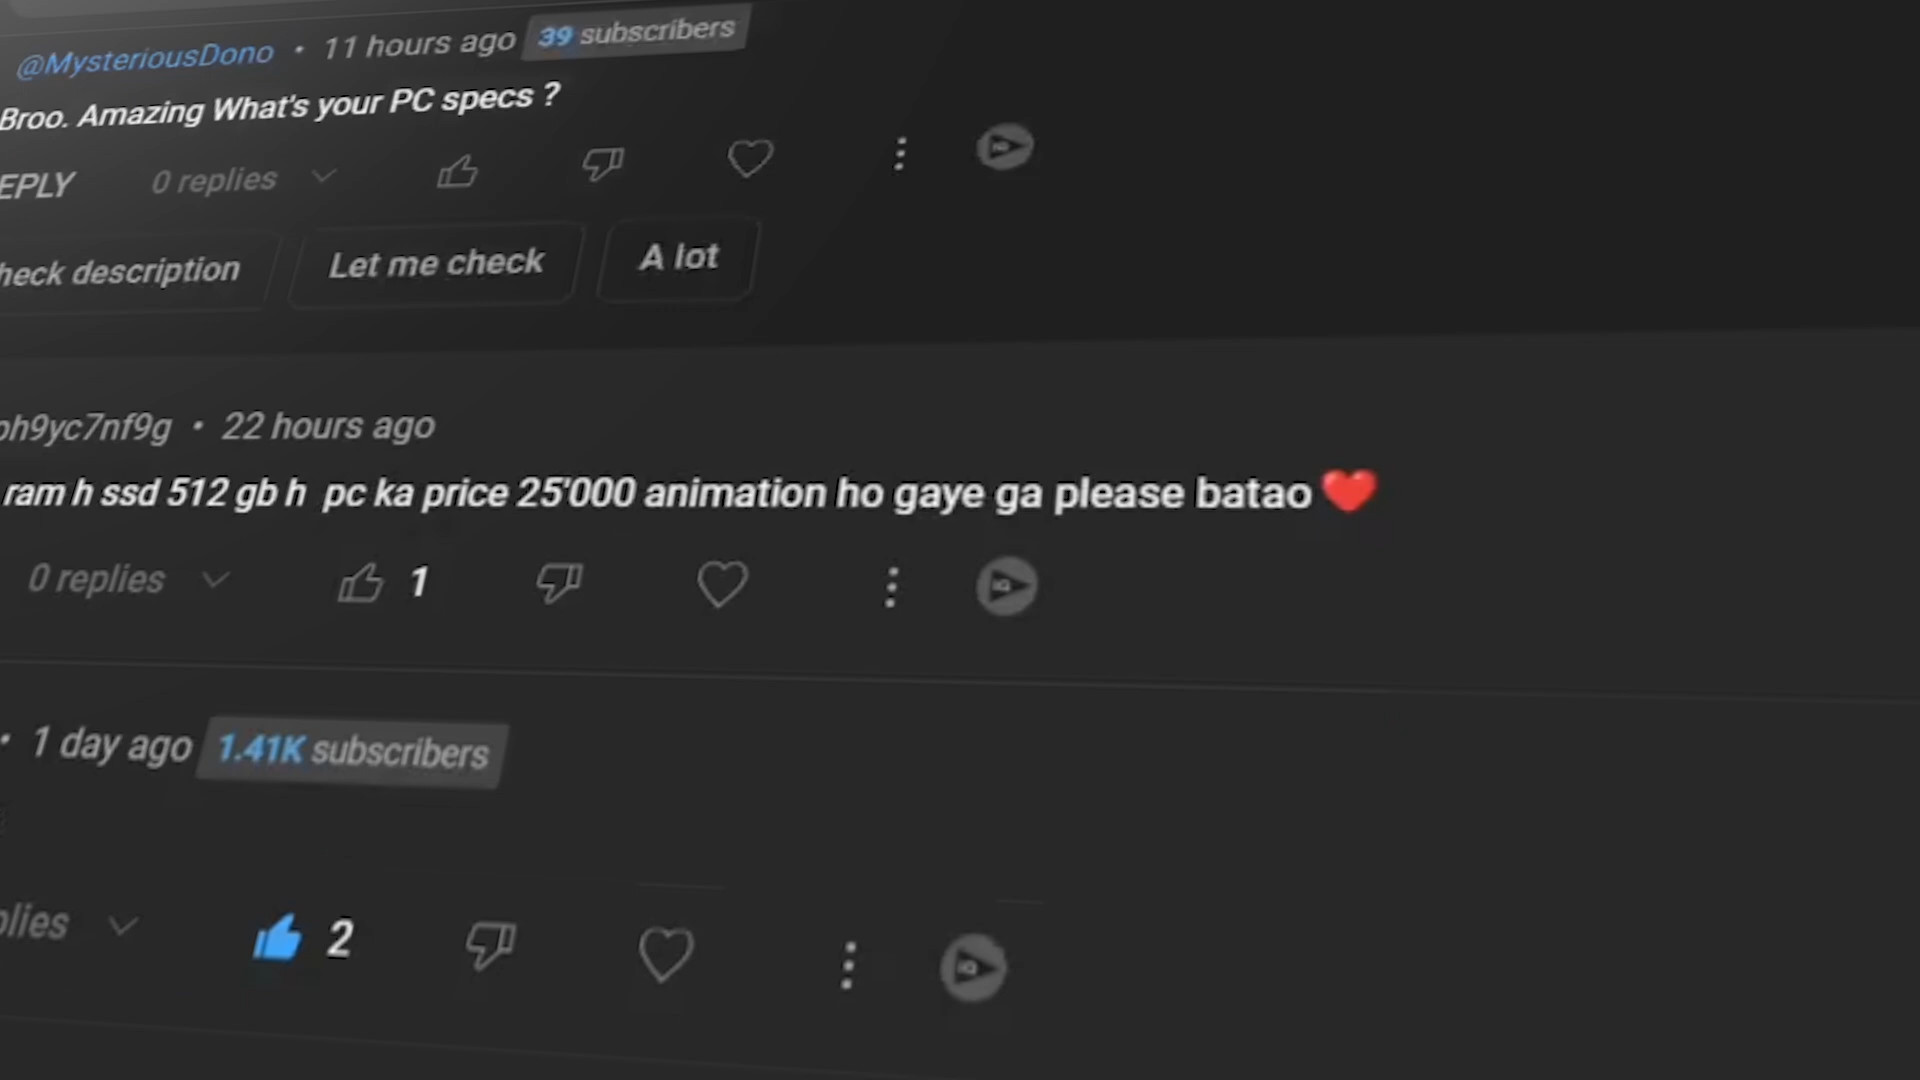 @MysteriousDono • 11 hours ago 39 subscribers
Broo. Amazing What's your PC specs ?
EPLY 0 replies
heck description Let me check A lot
ph9yc7nf9g • 22 hours ago
ram h ssd 512 gb h pc ka price 25'000 animation ho gaye ga please batao ❤️
0 replies 1
• 1 day ago 1.41K subscribers
plies 2